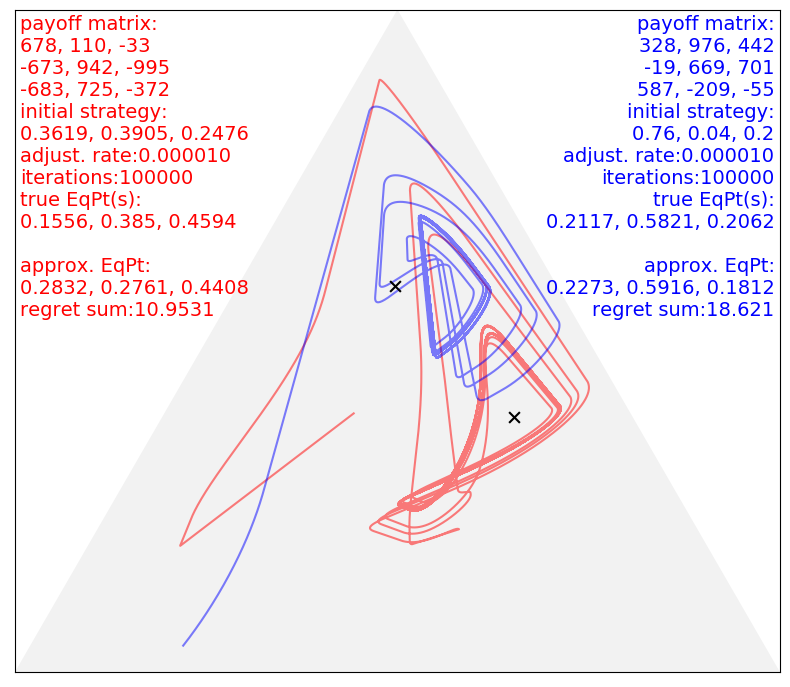 payoff matrix:
678, 110, -33
-673, 942, -995
-683, 725, -372
initial strategy:
0.3619, 0.3905, 0.2476
adjust. rate:0.000010
iterations:100000
true EqPt(s):
0.1556, 0.385, 0.4594
approx. EqPt:
0.2832, 0.2761, 0.4408
regret sum:10.9531
payoff matrix:
328, 976, 442
-19, 669, 701
587, -209, -55
initial strategy:
0.76, 0.04, 0.2
adjust. rate:0.000010
iterations:100000
true EqPt(s):
0.2117, 0.5821, 0.2062
approx. EqPt:
0.2273, 0.5916, 0.1812
regret sum:18.621